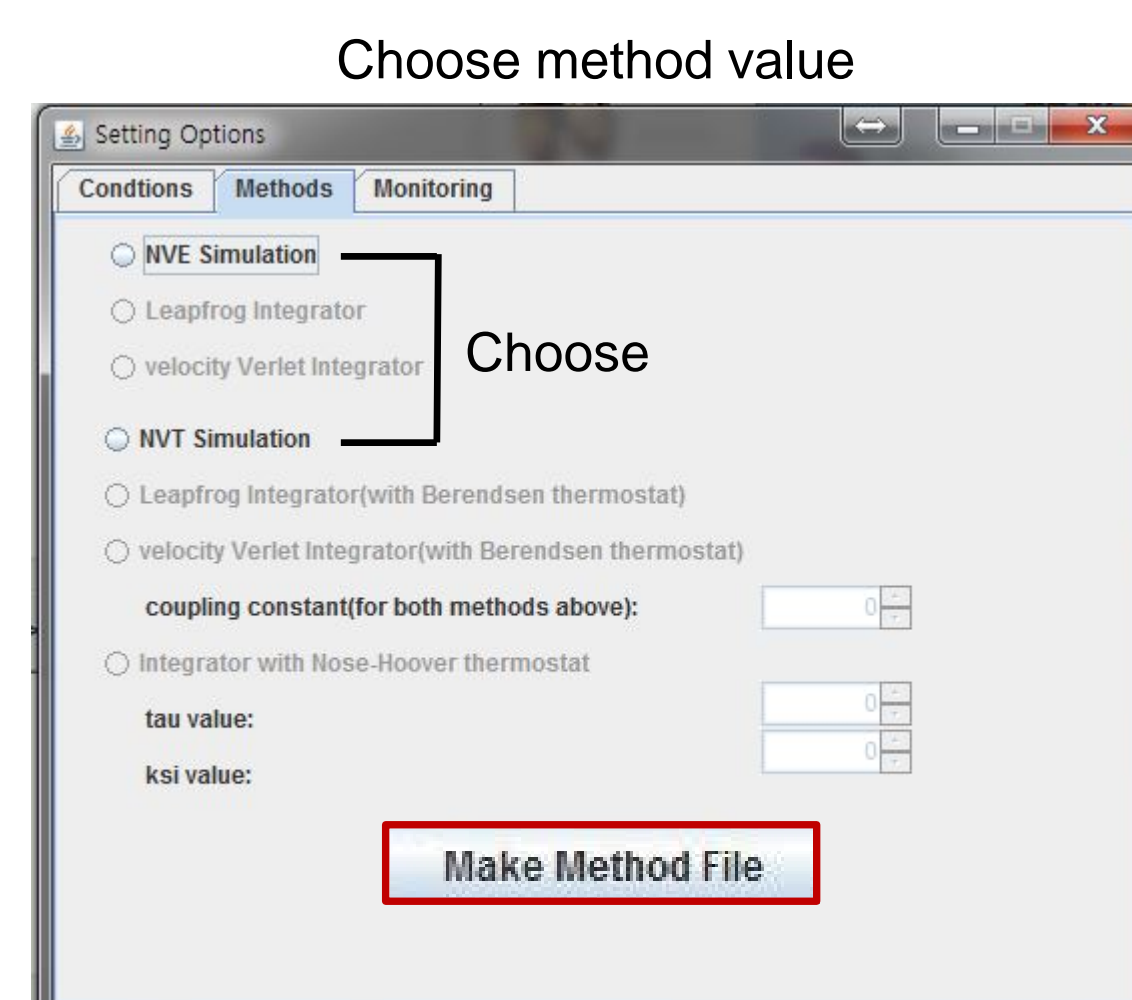 Choose method value
Setting Options
Condtions Methods Monitoring
NVE Simulation
Leapfrog Integrator
velocity Verlet Integrator
Choose
NVT Simulation
Leapfrog Integrator(with Berendsen thermostat)
velocity Verlet Integrator(with Berendsen thermostat)
coupling constant(for both methods above): 0
Integrator with Nose-Hoover thermostat
tau value: 0
ksi value: 0
Make Method File